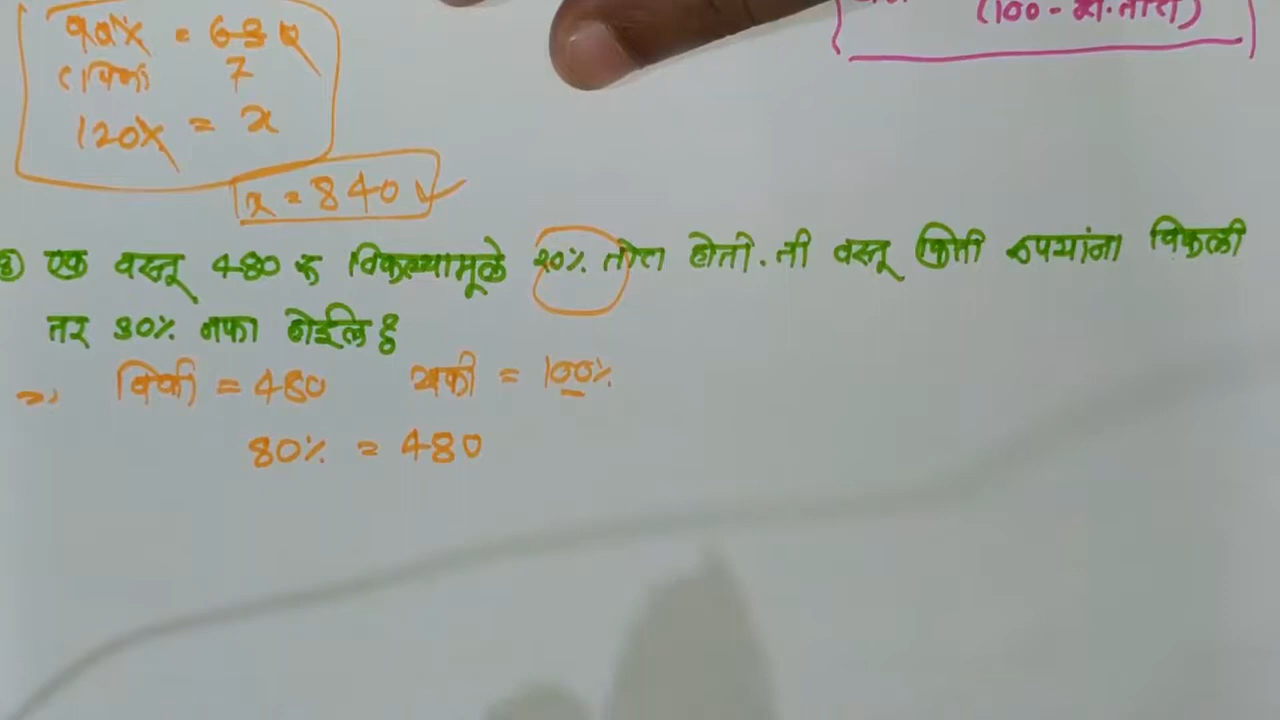 90% = 630
7
120% = x
x = 840 ✓
(100 - शे. तोटा)
एक वस्तू 480 रु विकल्यामूळे 20% तोटा होतो. ती वस्तू किती रुपयांना विकली
तर 30% नफा होईल ?
=> विक्री = 480 खरेदी = 100%
80% = 480